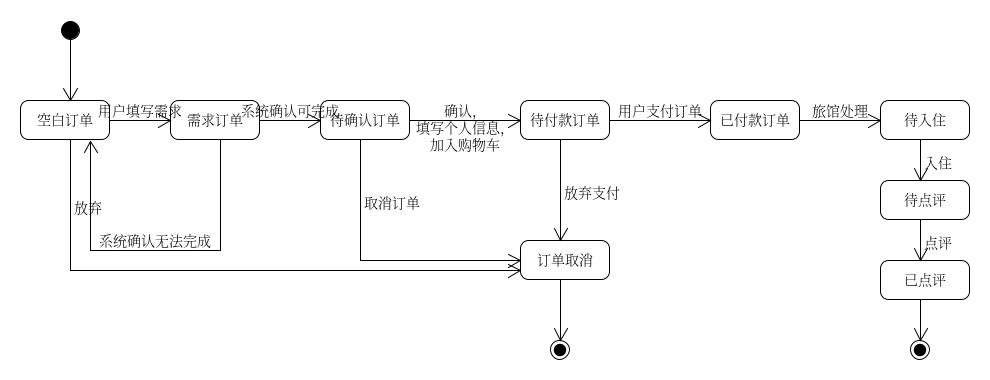 用户填写需求
系统确认可完成
确认，
填写个人信息，
加入购物车
用户支付订单
旅馆处理
空白订单
需求订单
待确认订单
待付款订单
已付款订单
待入住
入住
放弃
取消订单
放弃支付
待点评
系统确认无法完成
点评
订单取消
已点评